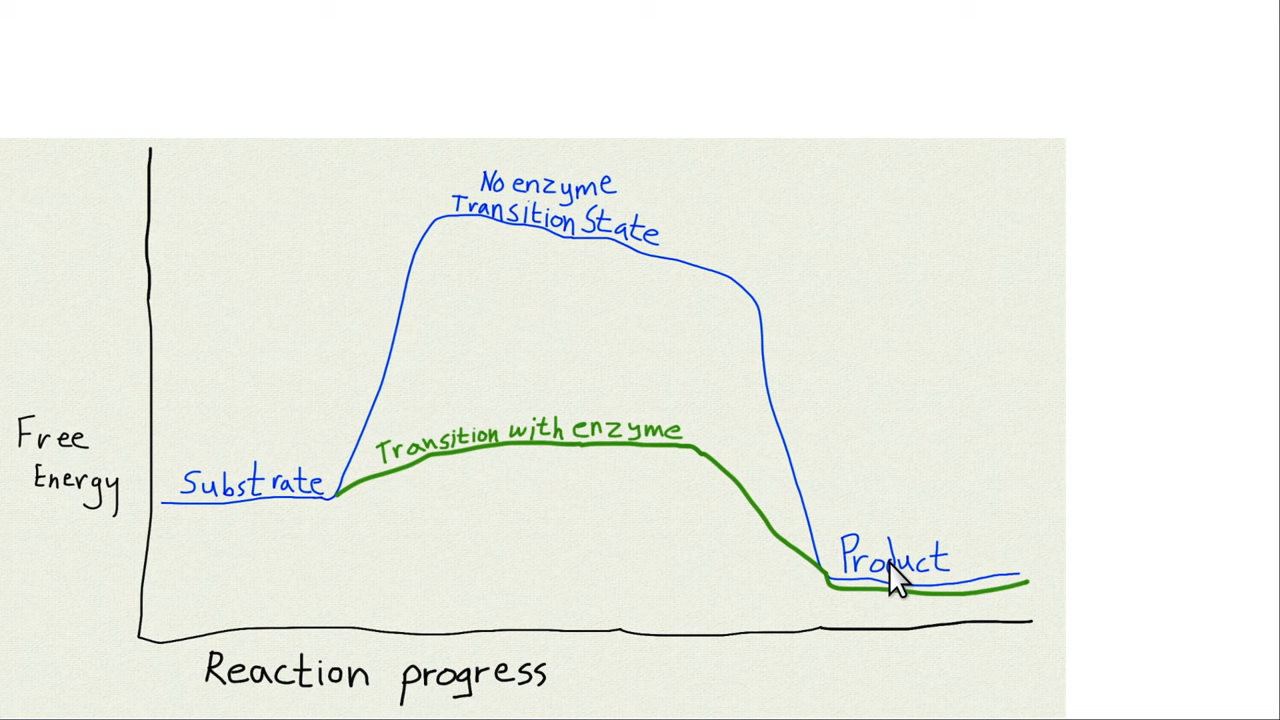 No enzyme
Transition State
Transition with enzyme
Free
Energy
Substrate
Product
Reaction progress